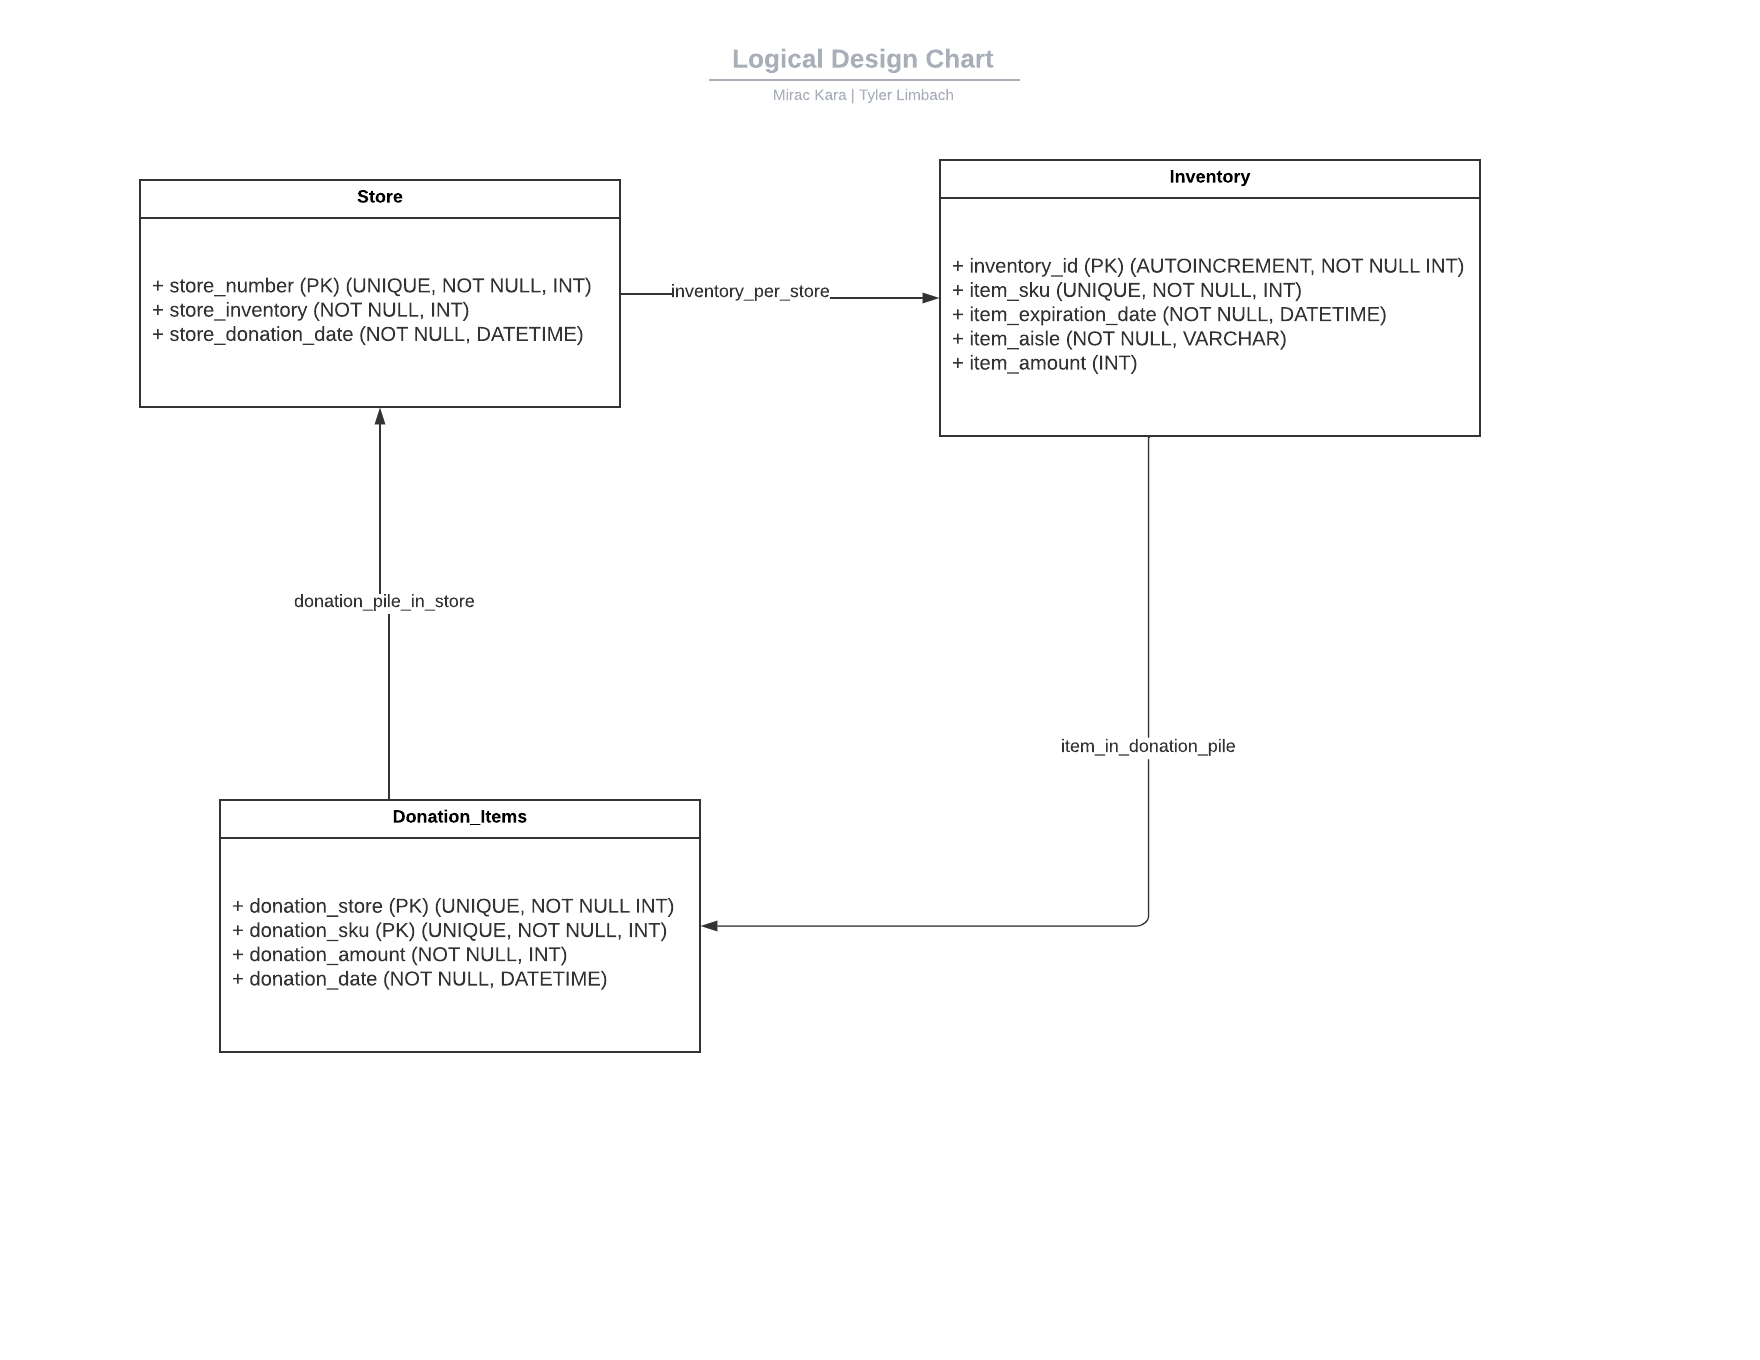 Logical Design Chart
Mirac Kara | Tyler Limbach
Store
+ store_number (PK) (UNIQUE, NOT NULL, INT)
+ store_inventory (NOT NULL, INT)
+ store_donation_date (NOT NULL, DATETIME)
inventory_per_store
Inventory
+ inventory_id (PK) (AUTOINCREMENT, NOT NULL INT)
+ item_sku (UNIQUE, NOT NULL, INT)
+ item_expiration_date (NOT NULL, DATETIME)
+ item_aisle (NOT NULL, VARCHAR)
+ item_amount (INT)
donation_pile_in_store
item_in_donation_pile
Donation_Items
+ donation_store (PK) (UNIQUE, NOT NULL INT)
+ donation_sku (PK) (UNIQUE, NOT NULL, INT)
+ donation_amount (NOT NULL, INT)
+ donation_date (NOT NULL, DATETIME)